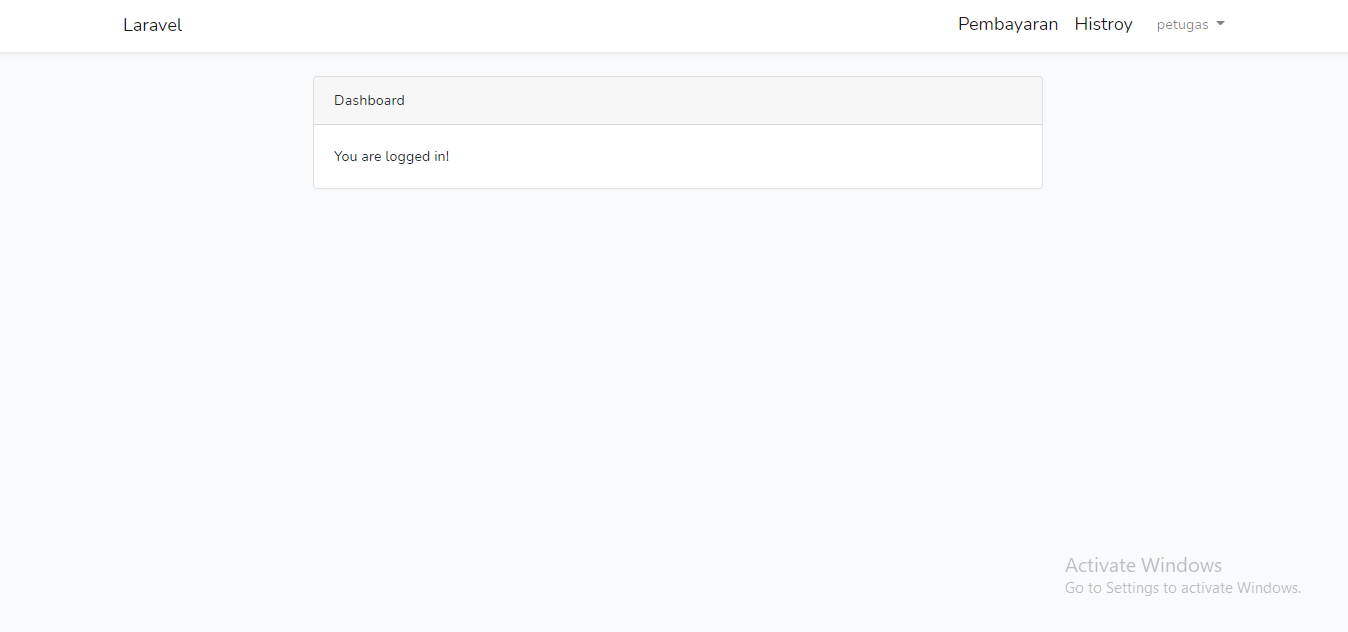 Laravel
Pembayaran Histroy petugas
Dashboard
You are logged in!
Activate Windows
Go to Settings to activate Windows.